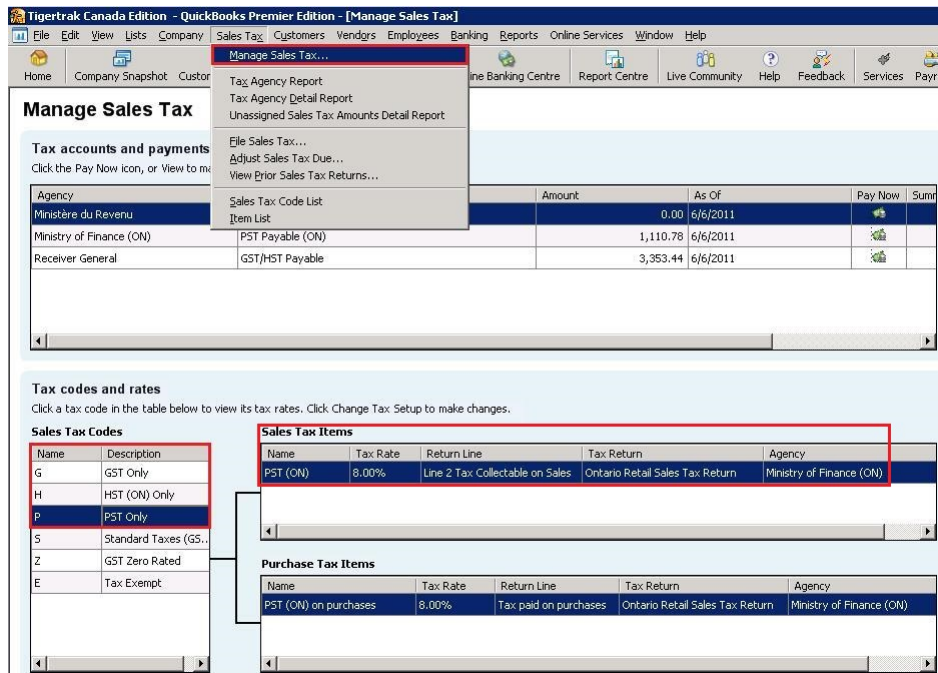 Tigertrak Canada Edition - QuickBooks Premier Edition - [Manage Sales Tax]
File Edit View Lists Company Sales Tax Customers Vendors Employees Banking Reports Online Services Window Help
Home Company Snapshot Custor ine Banking Centre Report Centre Live Community Help Feedback Services Payr
Manage Sales Tax...
Tax Agency Report
Tax Agency Detail Report
Unassigned Sales Tax Amounts Detail Report
File Sales Tax...
Adjust Sales Tax Due...
View Prior Sales Tax Returns...
Sales Tax Code List
Item List
Manage Sales Tax
Tax accounts and payments
Click the Pay Now icon, or View to ma
Agency Amount As Of Pay Now Summ
Ministère du Revenu 0.00 6/6/2011
Ministry of Finance (ON) PST Payable (ON) 1,110.78 6/6/2011
Receiver General GST/HST Payable 3,353.44 6/6/2011
Tax codes and rates
Click a tax code in the table below to view its tax rates. Click Change Tax Setup to make changes.
Sales Tax Codes
Name Description
G GST Only
H HST (ON) Only
P PST Only
S Standard Taxes (GS..
Z GST Zero Rated
E Tax Exempt
Sales Tax Items
Name Tax Rate Return Line Tax Return Agency
PST (ON) 8.00% Line 2 Tax Collectable on Sales Ontario Retail Sales Tax Return Ministry of Finance (ON)
Purchase Tax Items
Name Tax Rate Return Line Tax Return Agency
PST (ON) on purchases 8.00% Tax paid on purchases Ontario Retail Sales Tax Return Ministry of Finance (ON)